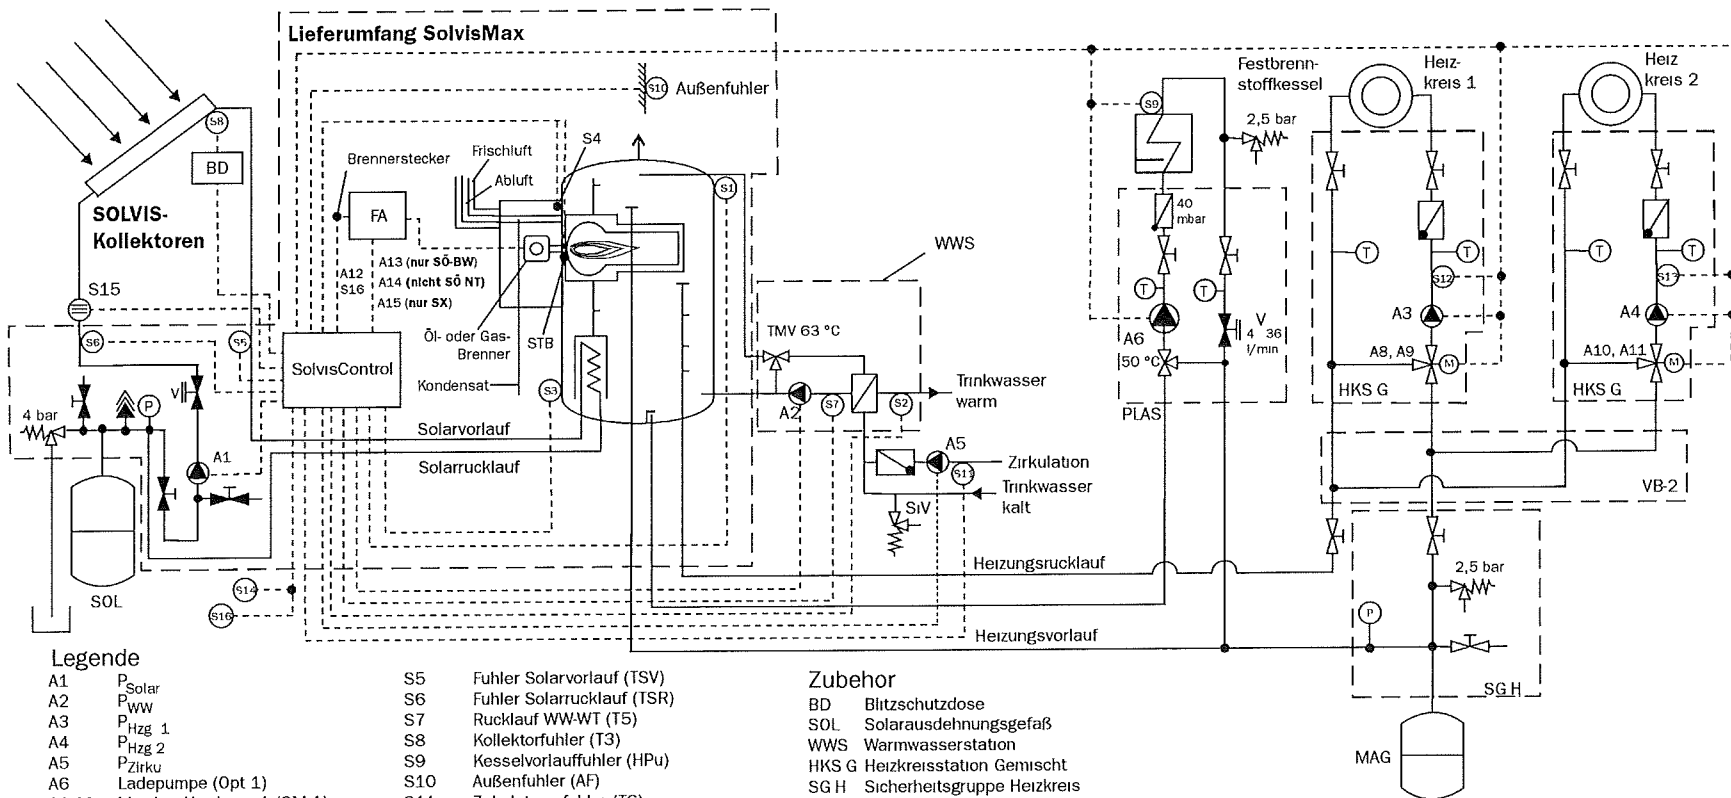 Lieferumfang SolvisMax
S10 Außenfuhler
Festbrenn-
stoffkessel
Heiz-
kreis 1
Heiz
kreis 2
S8
BD
SOLVIS-
Kollektoren
Brennerstecker
Frischluft
Abluft
S4
S1
FA
S9
2,5 bar
40
mbar
WWS
A12
S16
A13 (nur SÖ-BW)
A14 (nicht SÖ NT)
A15 (nur SX)
Öl- oder Gas-
Brenner
STB
Kondensat
S15
S6
S5
SolvisControl
S3
TMV 63 °C
A2
S7
S2
Trinkwasser
warm
T
T
A6
50 °C
V
4 36
l/min
PLAS
T
T
S12
A3
A8, A9
M
HKS G
T
T
S13
A4
A10, A11
M
HKS G
VB-2
4 bar
P
V
A1
Solarvorlauf
Solarrucklauf
A5
S11
Zirkulation
Trinkwasser
kalt
SiV
SOL
S14
S16
Heizungsrucklauf
Heizungsvorlauf
2,5 bar
P
SG H
MAG
Legende
A1 PSolar
A2 PWW
A3 PHzg 1
A4 PHzg 2
A5 PZirku
A6 Ladepumpe (Opt 1)
S5 Fuhler Solarvorlauf (TSV)
S6 Fuhler Solarrucklauf (TSR)
S7 Rucklauf WW-WT (T5)
S8 Kollektorfuhler (T3)
S9 Kesselvorlauffuhler (HPu)
S10 Außenfuhler (AF)
Zubehor
BD Blitzschutzdose
SOL Solarausdehnungsgefaß
WWS Warmwasserstation
HKS G Heizkreisstation Gemischt
SG H Sicherheitsgruppe Heizkreis